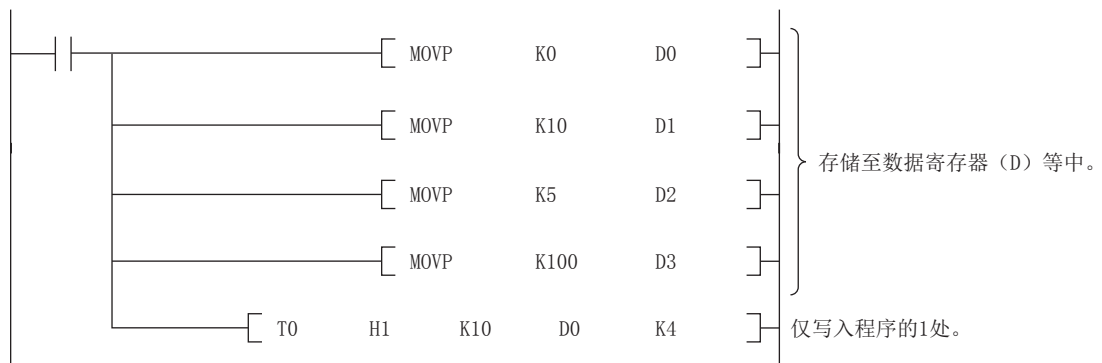 MOVP K0 D0
MOVP K10 D1
存储至数据寄存器（D）等中。
MOVP K5 D2
MOVP K100 D3
TO H1 K10 D0 K4
仅写入程序的1处。